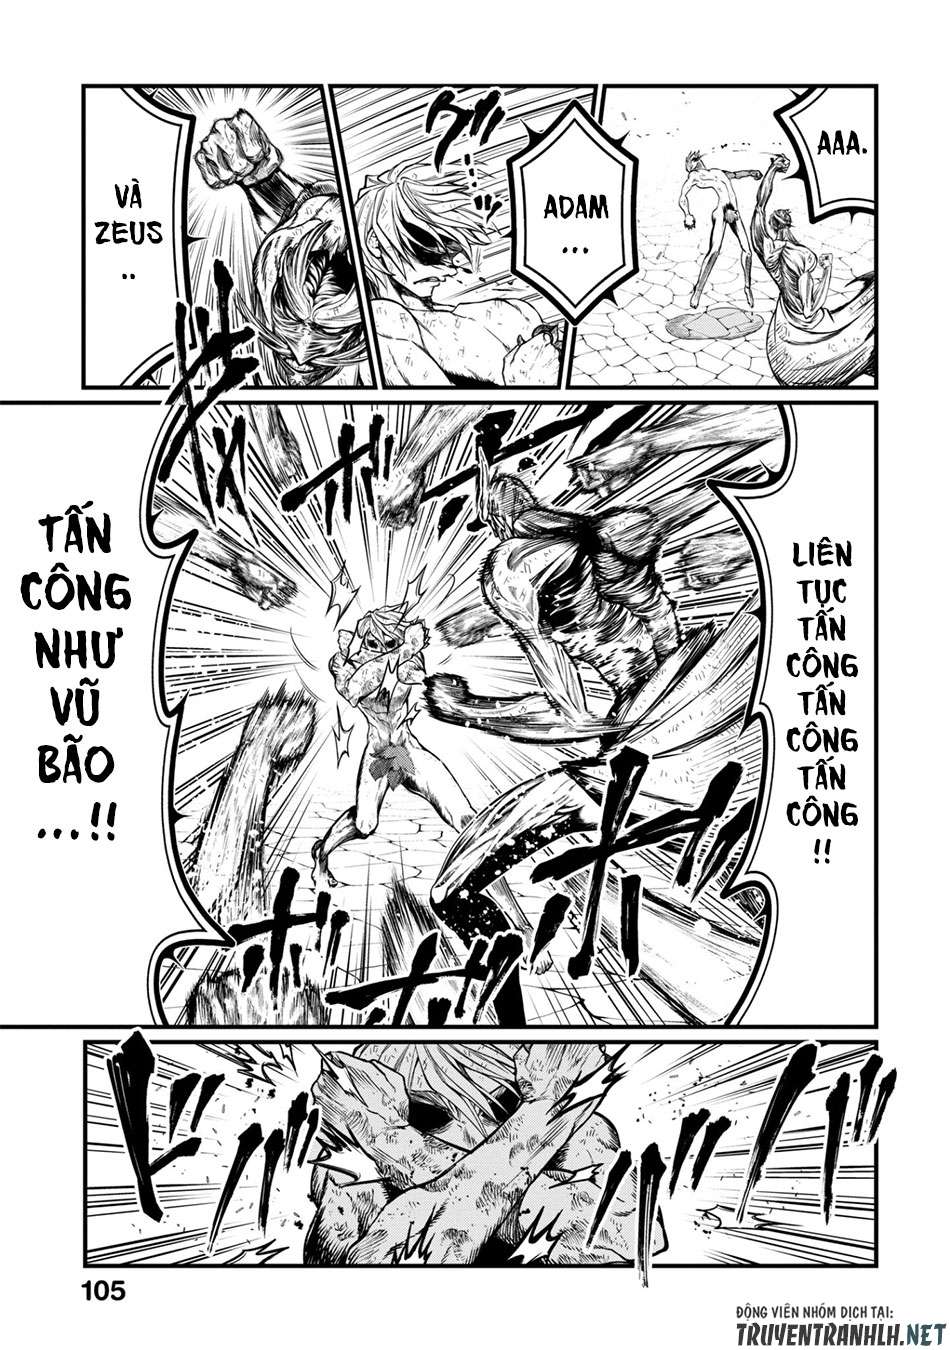 AAA.
ADAM
...
VÀ
ZEUS
..
LIÊN
TỤC
TẤN
CÔNG
TẤN
CÔNG
TẤN
CÔNG
!!
TẤN
CÔNG
NHƯ
VŨ
BÃO
...!!
105
ĐỘNG VIÊN NHÓM DỊCH TẠI:
TRUYENTRANHLH.NET